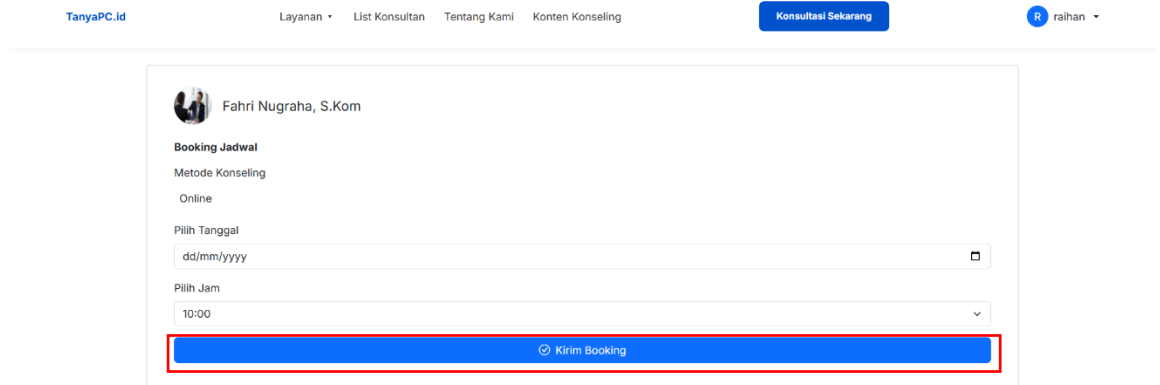 TanyaPC.id Layanan List Konsultan Tentang Kami Konten Konseling Konsultasi Sekarang R raihan
Fahri Nugraha, S.Kom
Booking Jadwal
Metode Konseling
Online
Pilih Tanggal
dd/mm/yyyy
Pilih Jam
10:00
Kirim Booking